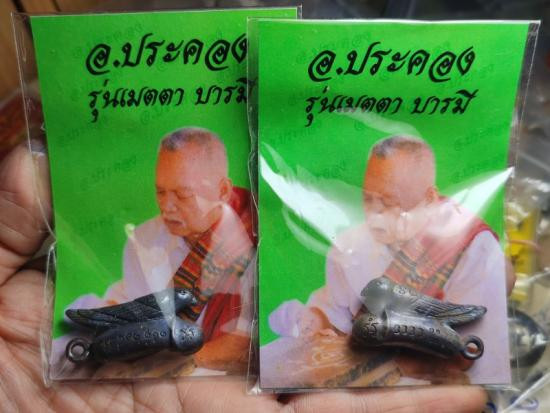 อ.ประคอง
รุ่นเมตตา บารมี
อ.ประคอง
รุ่นเมตตา บารมี